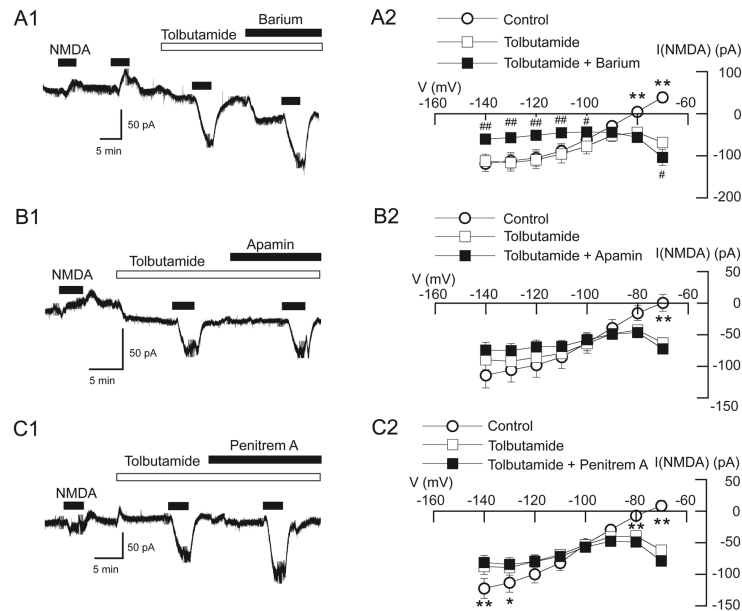 A1
Barium
Tolbutamide
NMDA
50 pA
5 min
A2
Control
Tolbutamide
Tolbutamide + Barium
I(NMDA) (pA)
V (mV)
** **
-160 -140 -120 -100 -80 -60
100
0
-100
-200
## ## ## ## #
#
B1
Apamin
Tolbutamide
NMDA
50 pA
5 min
B2
Control
Tolbutamide
Tolbutamide + Apamin
I(NMDA) (pA)
V (mV)
-160 -140 -120 -100 -80 -60
50
0
-50
-100
-150
**
C1
Penitrem A
Tolbutamide
NMDA
50 pA
5 min
C2
Control
Tolbutamide
Tolbutamide + Penitrem A
I(NMDA) (pA)
V (mV)
-160 -140 -120 -100 -80 -60
50
0
-50
-100
-150
** **
** *